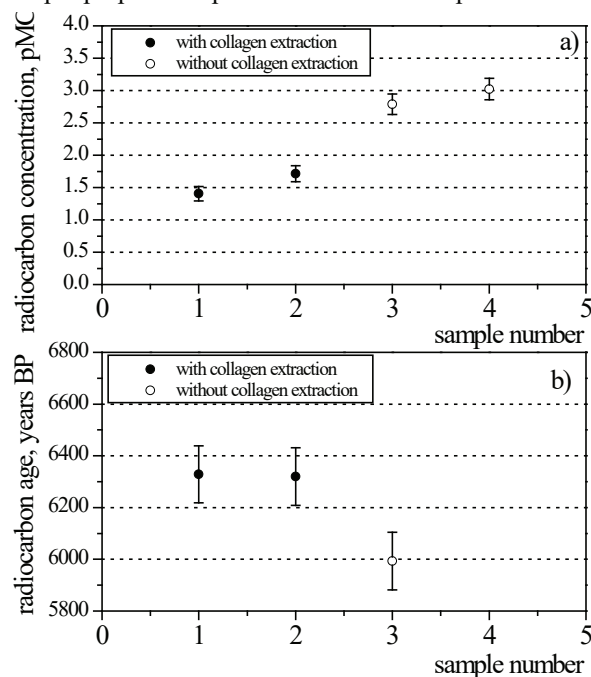 with collagen extraction
without collagen extraction
a)
radiocarbon concentration, pMC
4.0
3.5
3.0
2.5
2.0
1.5
1.0
0.5
0.0
0 1 2 3 4 5
sample number
with collagen extraction
without collagen extraction
b)
radiocarbon age, years BP
6800
6600
6400
6200
6000
5800
0 1 2 3 4 5
sample number